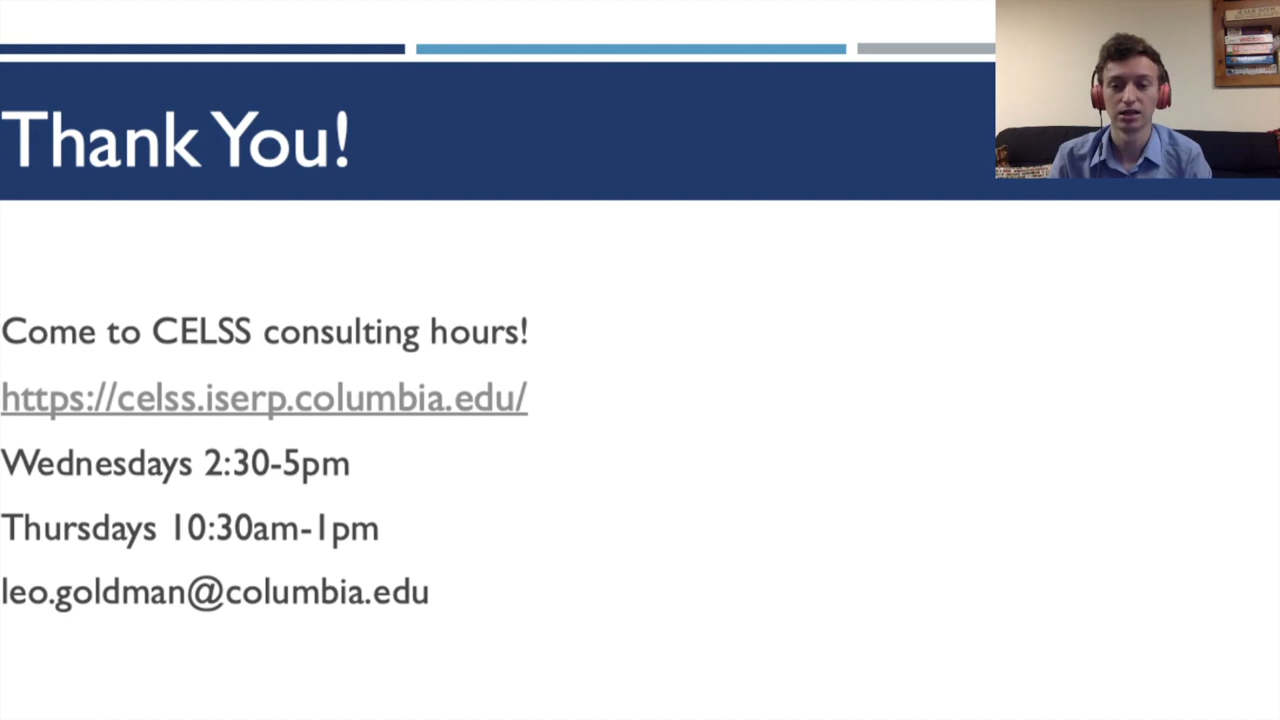 Thank You!
Come to CELSS consulting hours!
https://celss.iserp.columbia.edu/
Wednesdays 2:30-5pm
Thursdays 10:30am-1pm
leo.goldman@columbia.edu